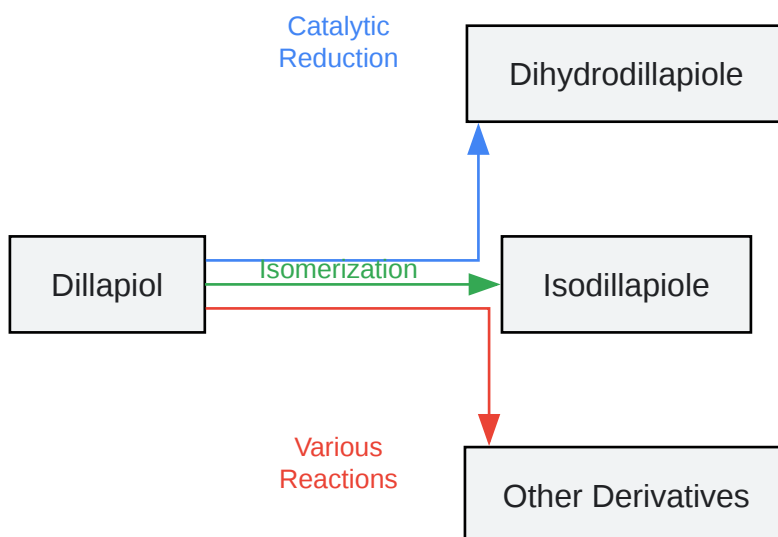 Catalytic
Reduction
Dihydrodillapiole
Dillapiol
Isomerization
Isodillapiole
Various
Reactions
Other Derivatives